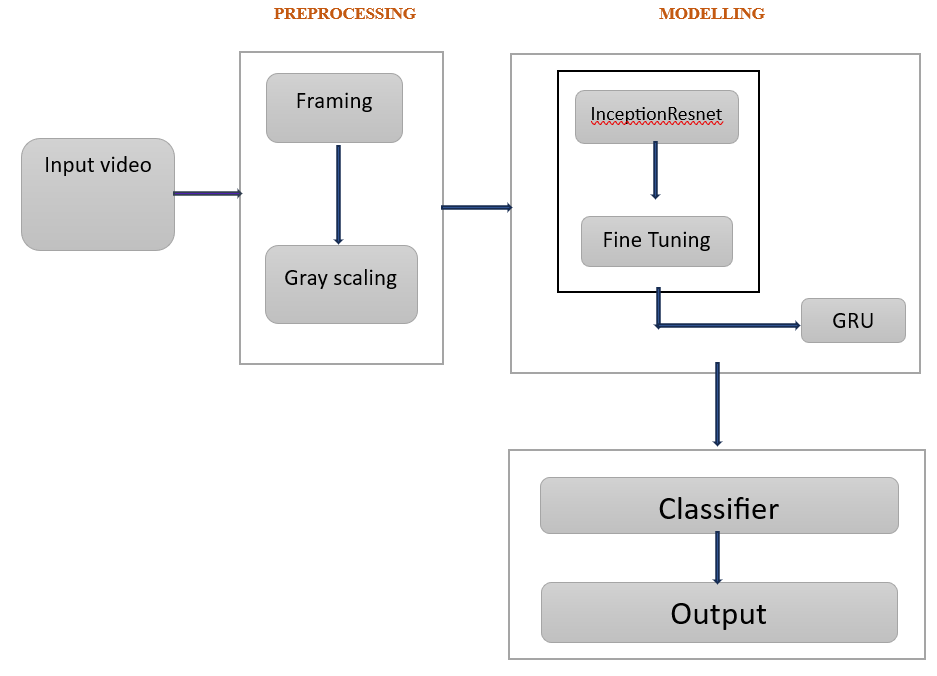 PREPROCESSING
MODELLING
Input video
Framing
Gray scaling
InceptionResnet
Fine Tuning
GRU
Classifier
Output